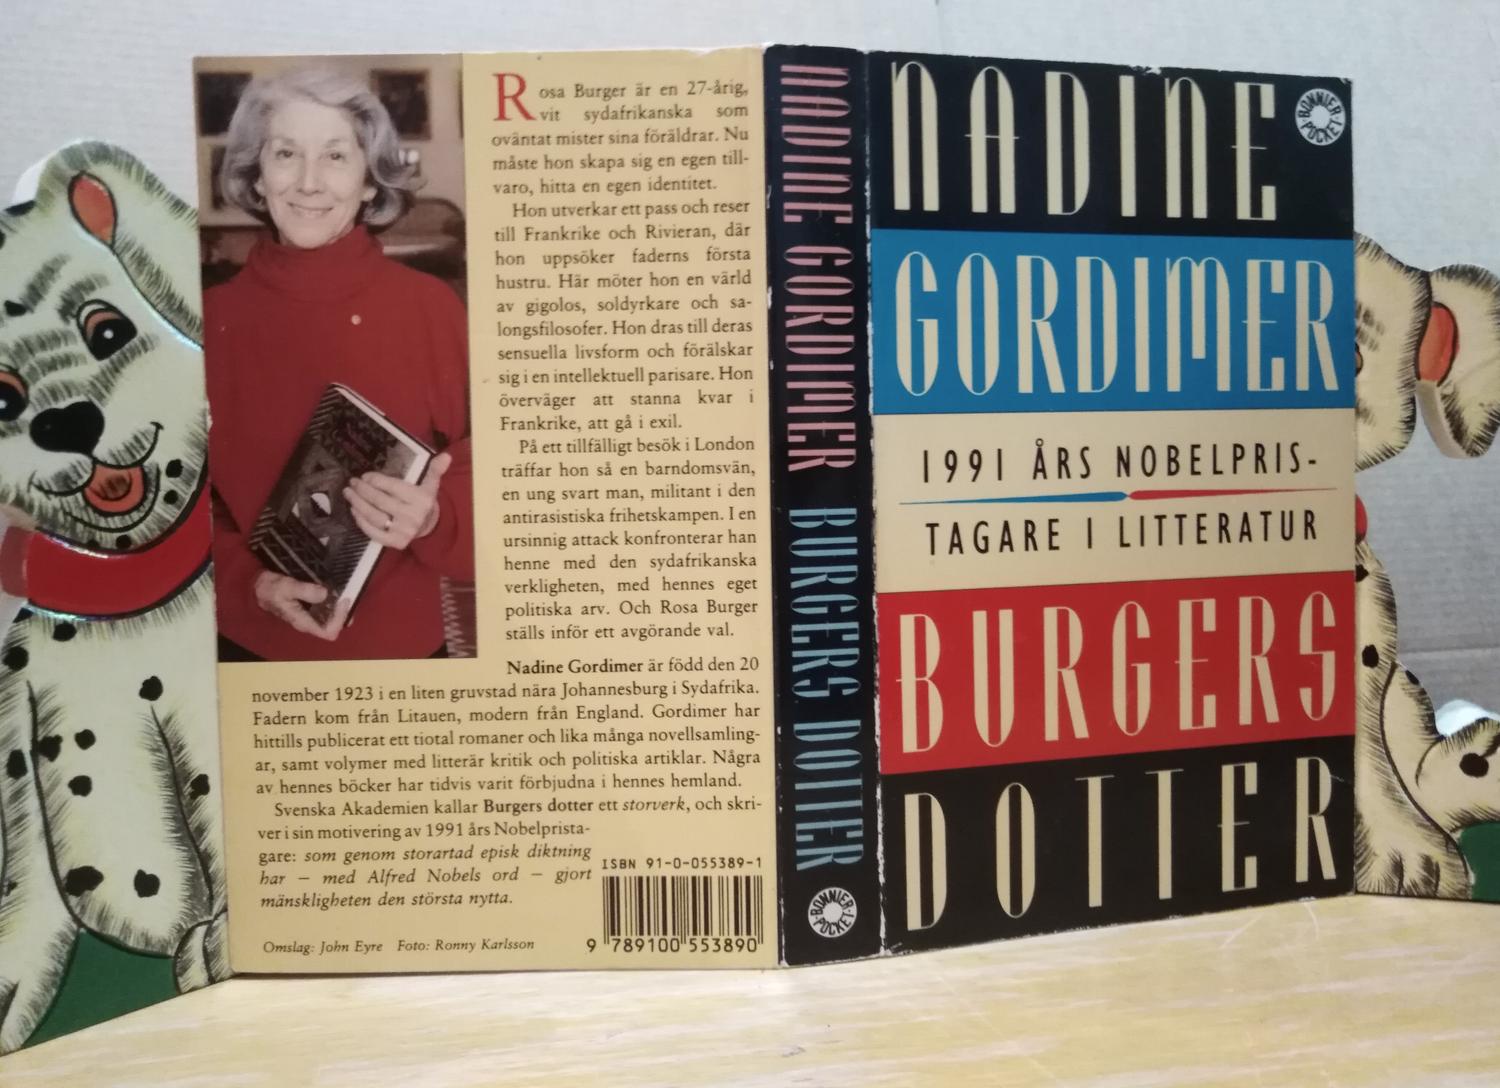 Rosa Burger är en 27-årig,
vit sydafrikanska som
oväntat mister sina föräldrar. Nu
måste hon skapa sig en egen till-
varo, hitta en egen identitet.
Hon utverkar ett pass och reser
till Frankrike och Rivieran, där
hon uppsöker faderns första
hustru. Här möter hon en värld
av gigolos, soldyrkare och sa-
longsfilosofer. Hon dras till deras
sensuella livsform och förälskar
sig i en intellektuell parisare. Hon
överväger att stanna kvar i
Frankrike, att gå i exil.
På ett tillfälligt besök i London
träffar hon så en barndomsvän,
en ung svart man, militant i den
antirasistiska frihetskampen. I en
ursinnig attack konfronterar han
henne med den sydafrikanska
verkligheten, med hennes eget
politiska arv. Och Rosa Burger
ställs inför ett avgörande val.
Nadine Gordimer är född den 20
november 1923 i en liten gruvstad nära Johannesburg i Sydafrika.
Fadern kom från Litauen, modern från England. Gordimer har
hittills publicerat ett tiotal romaner och lika många novellsamling-
ar, samt volymer med litterär kritik och politiska artiklar. Några
av hennes böcker har tidvis varit förbjudna i hennes hemland.
Svenska Akademien kallar Burgers dotter ett storverk, och skri-
ver i sin motivering av 1991 års Nobelprista-
gare: som genom storartad episk diktning
har – med Alfred Nobels ord – gjort
mänskligheten den största nytta.
ISBN 91-0-055389-1
9 789100 553890
Omslag: John Eyre Foto: Ronny Karlsson
NADINE GORDIMER BURGERS DOTTER
BONNIER POCKET
NADINE
BONNIER POCKET
GORDIMER
1991 ÅRS NOBELPRIS-
TAGARE I LITTERATUR
BURGERS
DOTTER